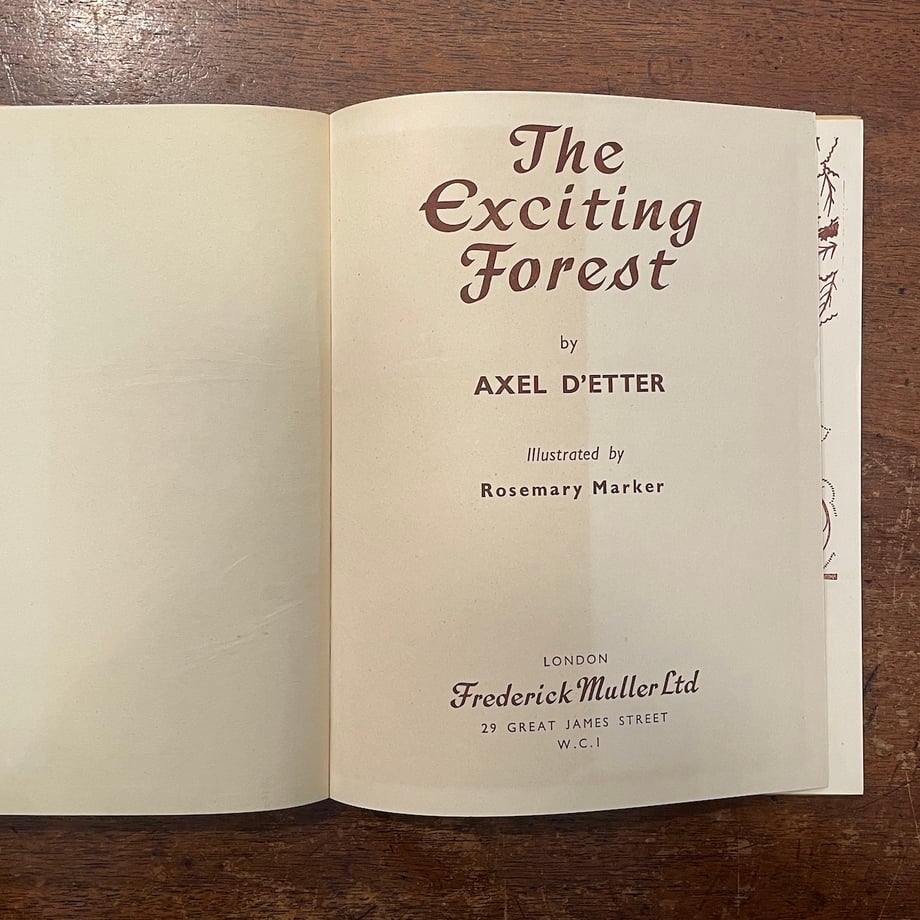 The
Exciting
Forest
by
AXEL D'ETTER
Illustrated by
Rosemary Marker
LONDON
Frederick Muller Ltd
29 GREAT JAMES STREET
W.C.1